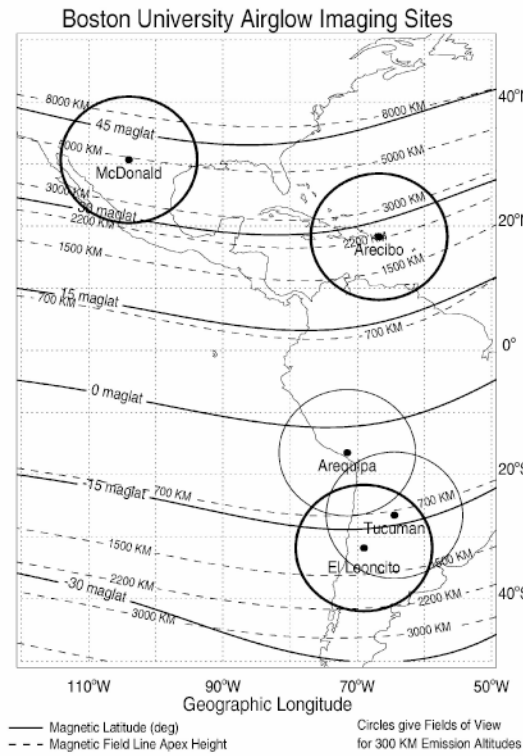 Boston University Airglow Imaging Sites
8000 KM
8000 KM
40°N
45 maglat
5000 KM
5000 KM
McDonald
3000 KM
3000 KM
30 maglat
2200 KM
20°N
2200 KM
Arecibo
1500 KM
1500 KM
15 maglat
700 KM
700 KM
0°
0 maglat
Arequipa
20°S
-15 maglat
700 KM
700 KM
Tucuman
1500 KM
1500 KM
El Leoncito
2200 KM
2200 KM
-30 maglat
40°S
3000 KM
3000 KM
110°W 90°W 70°W 50°W
Geographic Longitude
Magnetic Latitude (deg)
Magnetic Field Line Apex Height
Circles give Fields of View
for 300 KM Emission Altitudes